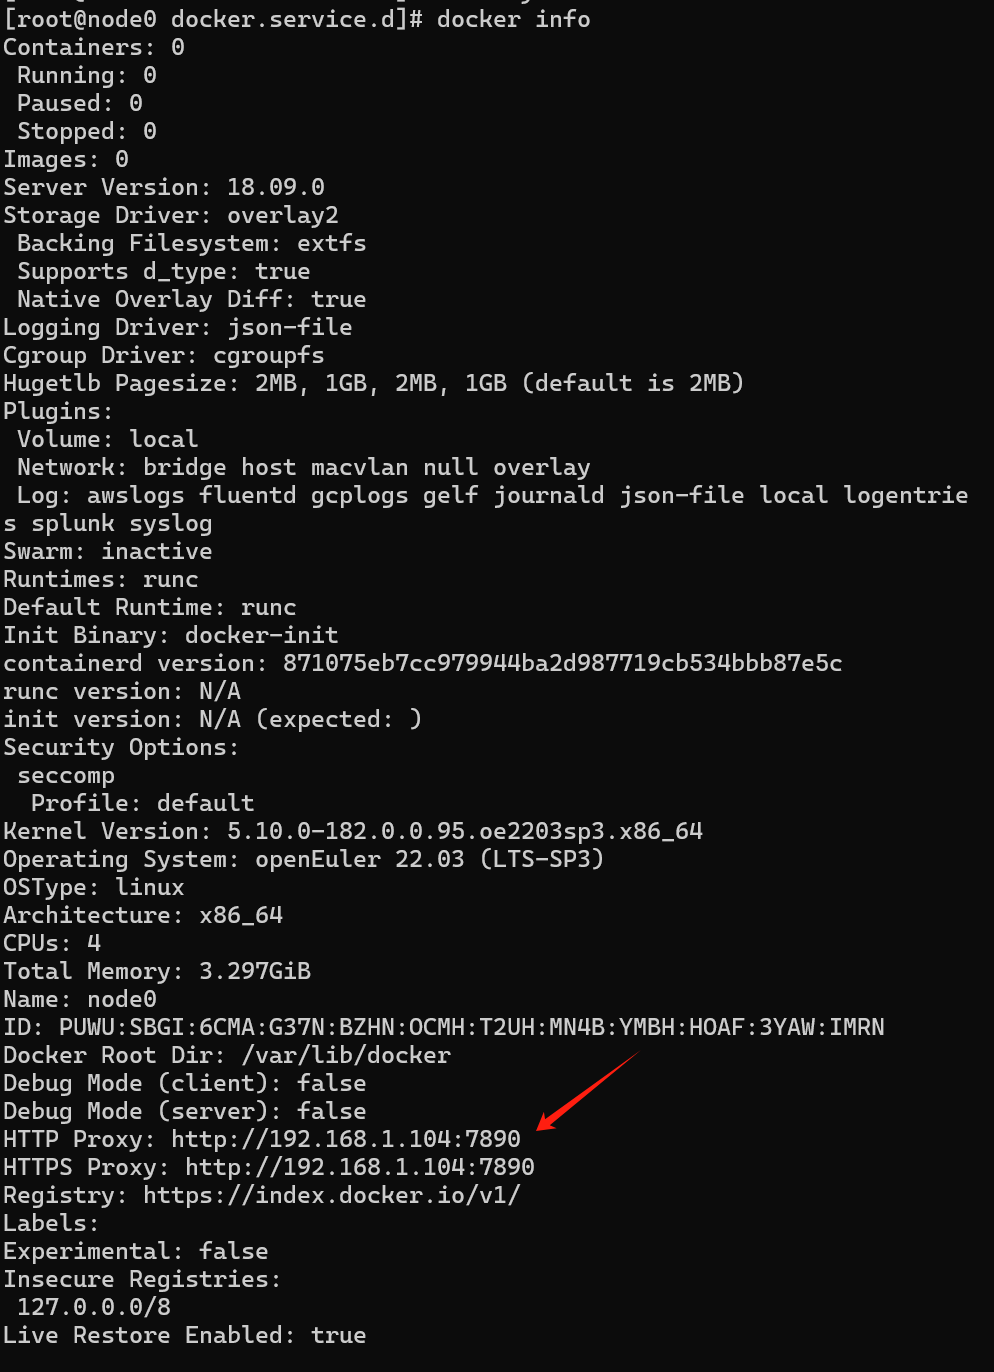 [root@node0 docker.service.d]# docker info
Containers: 0
 Running: 0
 Paused: 0
 Stopped: 0
Images: 0
Server Version: 18.09.0
Storage Driver: overlay2
 Backing Filesystem: extfs
 Supports d_type: true
 Native Overlay Diff: true
Logging Driver: json-file
Cgroup Driver: cgroupfs
Hugetlb Pagesize: 2MB, 1GB, 2MB, 1GB (default is 2MB)
Plugins:
 Volume: local
 Network: bridge host macvlan null overlay
 Log: awslogs fluentd gcplogs gelf journald json-file local logentrie
s splunk syslog
Swarm: inactive
Runtimes: runc
Default Runtime: runc
Init Binary: docker-init
containerd version: 871075eb7cc979944ba2d987719cb534bbb87e5c
runc version: N/A
init version: N/A (expected: )
Security Options:
 seccomp
  Profile: default
Kernel Version: 5.10.0-182.0.0.95.oe2203sp3.x86_64
Operating System: openEuler 22.03 (LTS-SP3)
OSType: linux
Architecture: x86_64
CPUs: 4
Total Memory: 3.297GiB
Name: node0
ID: PUWU:SBGI:6CMA:G37N:BZHN:OCMH:T2UH:MN4B:YMBH:HOAF:3YAW:IMRN
Docker Root Dir: /var/lib/docker
Debug Mode (client): false
Debug Mode (server): false
HTTP Proxy: http://192.168.1.104:7890
HTTPS Proxy: http://192.168.1.104:7890
Registry: https://index.docker.io/v1/
Labels:
Experimental: false
Insecure Registries:
 127.0.0.0/8
Live Restore Enabled: true